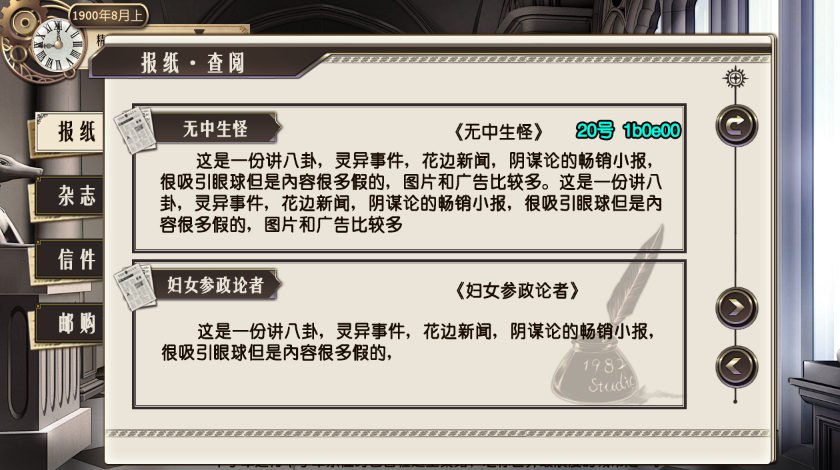 1900年8月上
精
报纸·查阅
报纸
杂志
信件
邮购
无中生怪
《无中生怪》 20号 1b0e00
这是一份讲八卦，灵异事件，花边新闻，阴谋论的畅销小报，
很吸引眼球但是内容很多假的，图片和广告比较多。这是一份讲八
卦，灵异事件，花边新闻，阴谋论的畅销小报，很吸引眼球但是内
容很多假的，图片和广告比较多
妇女参政论者
《妇女参政论者》
这是一份讲八卦，灵异事件，花边新闻，阴谋论的畅销小报，
很吸引眼球但是内容很多假的，
1982
Studio